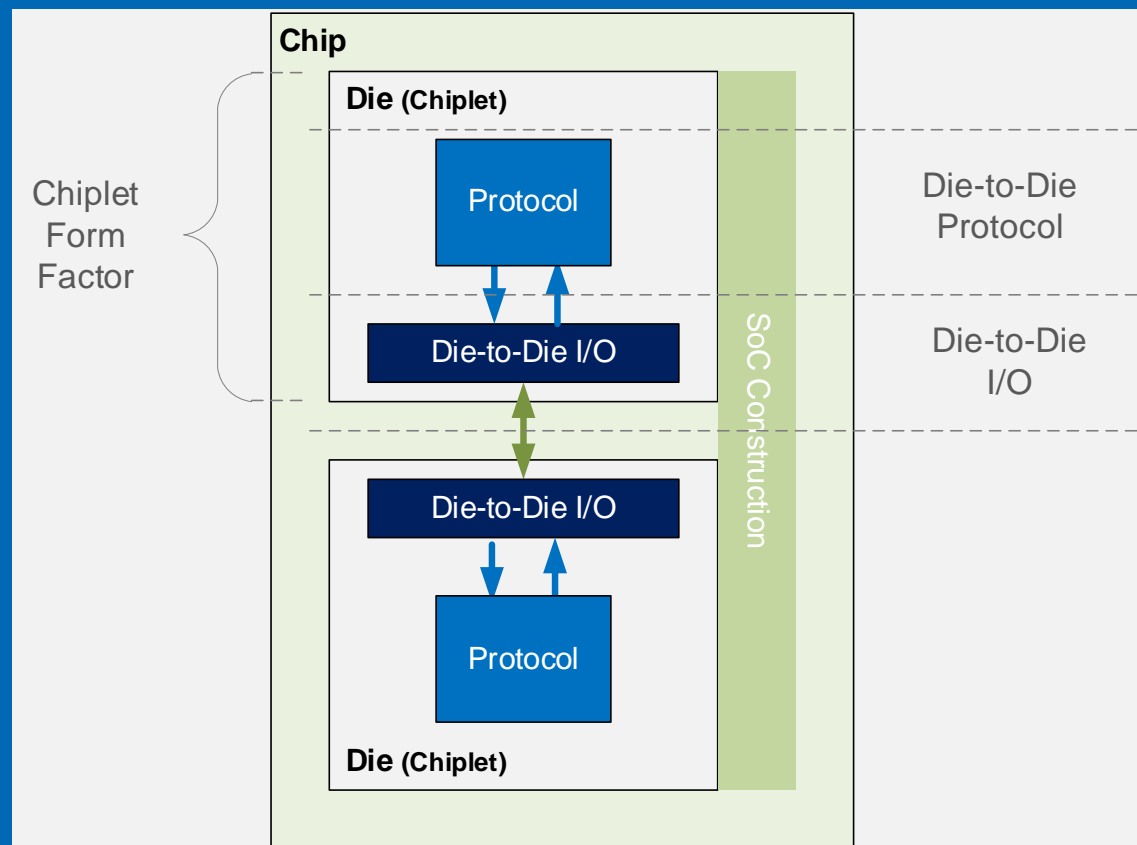 Chip
Die (Chiplet)
Protocol
Die-to-Die I/O
Die-to-Die I/O
Protocol
Die (Chiplet)
SoC Construction
Chiplet
Form
Factor
Die-to-Die
Protocol
Die-to-Die
I/O